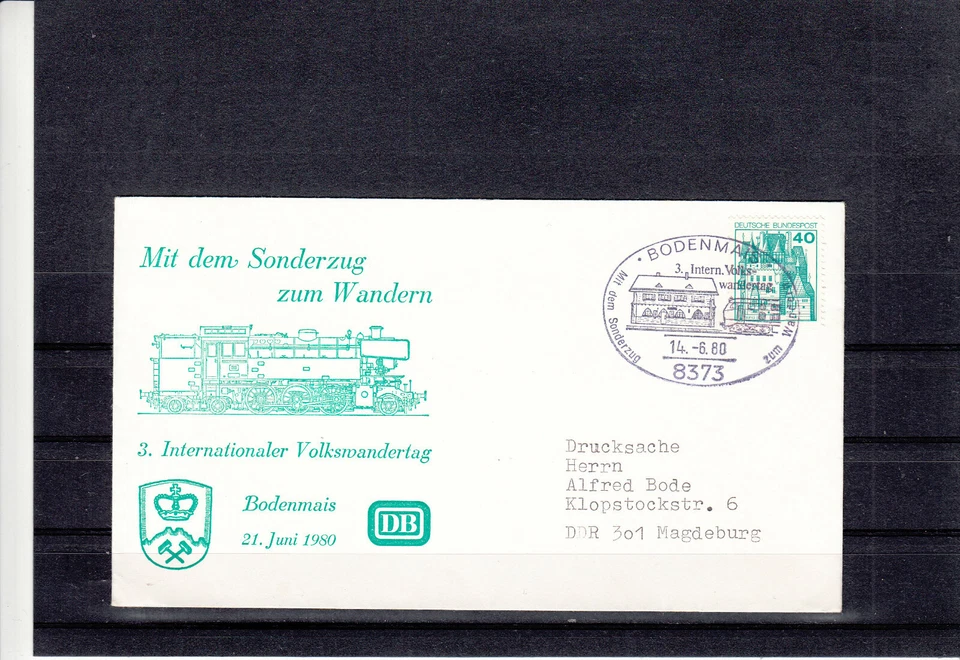 Mit dem Sonderzug
zum Wandern
3. Internationaler Volkswandertag
Bodenmais
21. Juni 1980
DB
DEUTSCHE BUNDESPOST
40
BODENMAIS
3. Intern. Volks-
wandertag
Mit dem Sonderzug
zum
14. -6.80
8373
Drucksache
Herrn
Alfred Bode
Klopstockstr. 6
DDR 301 Magdeburg